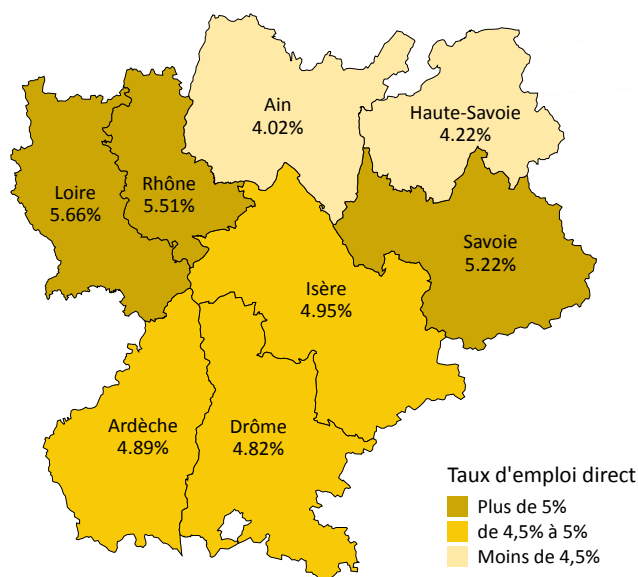 Ain
4.02%
Haute-Savoie
4.22%
Loire
5.66%
Rhône
5.51%
Savoie
5.22%
Isère
4.95%
Ardèche
4.89%
Drôme
4.82%
Taux d'emploi direct
Plus de 5%
de 4,5% à 5%
Moins de 4,5%